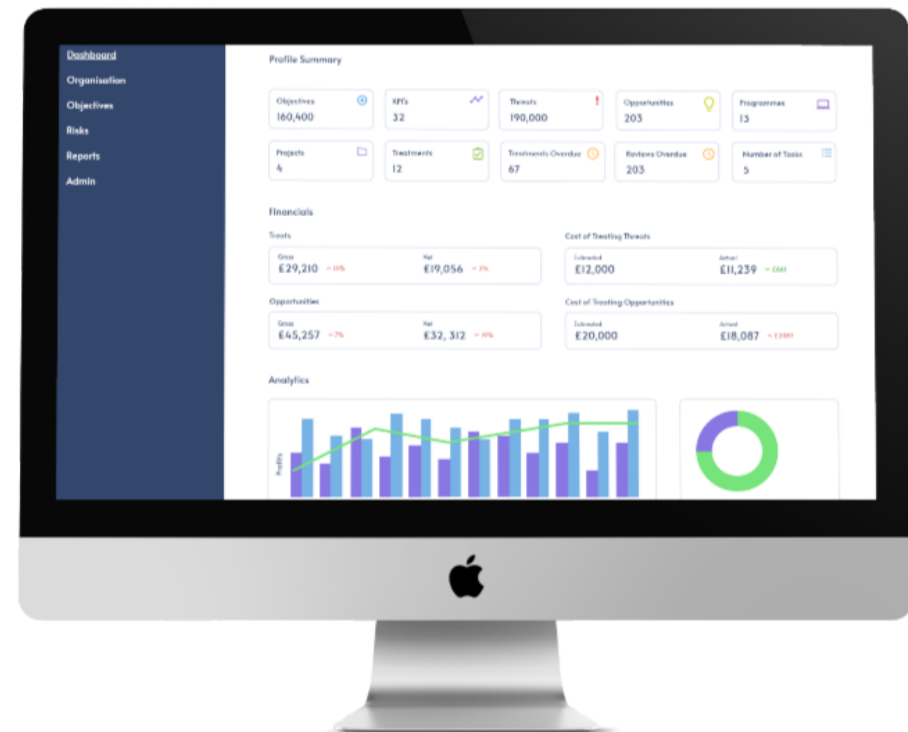 Dashboard
Organisation
Objectives
Risks
Reports
Admin
Profile Summary
Objectives
160,400
KPI's
32
Threats
190,000
Opportunities
203
Programmes
13
Projects
4
Treatments
12
Treatments Overdue
67
Reviews Overdue
203
Number of Tasks
5
Financials
Treats
Cost of Treating Threats
Gross
£29,210
Net
£19,056
Estimated
£12,000
Actual
£11,239
Opportunities
Cost of Treating Opportunities
Gross
£45,257
Net
£32, 312
Estimated
£20,000
Actual
£18,087
Analytics
Profits